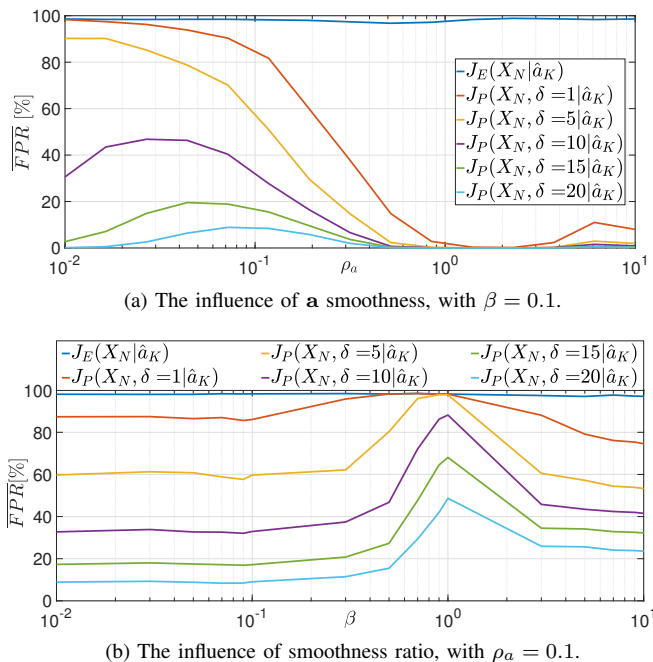 100
80
60
40
20
0
F̅P̅R̅ [%]
J_E(X_N|â_K)
J_P(X_N, δ =1|â_K)
J_P(X_N, δ =5|â_K)
J_P(X_N, δ =10|â_K)
J_P(X_N, δ =15|â_K)
J_P(X_N, δ =20|â_K)
10^-2 10^-1 ρ_a 10^0 10^1
(a) The influence of a smoothness, with β = 0.1.
J_E(X_N|â_K) J_P(X_N, δ =5|â_K) J_P(X_N, δ =15|â_K)
J_P(X_N, δ =1|â_K) J_P(X_N, δ =10|â_K) J_P(X_N, δ =20|â_K)
100
80
60
40
20
0
F̅P̅R̅[%]
10^-2 10^-1 β 10^0 10^1
(b) The influence of smoothness ratio, with ρ_a = 0.1.